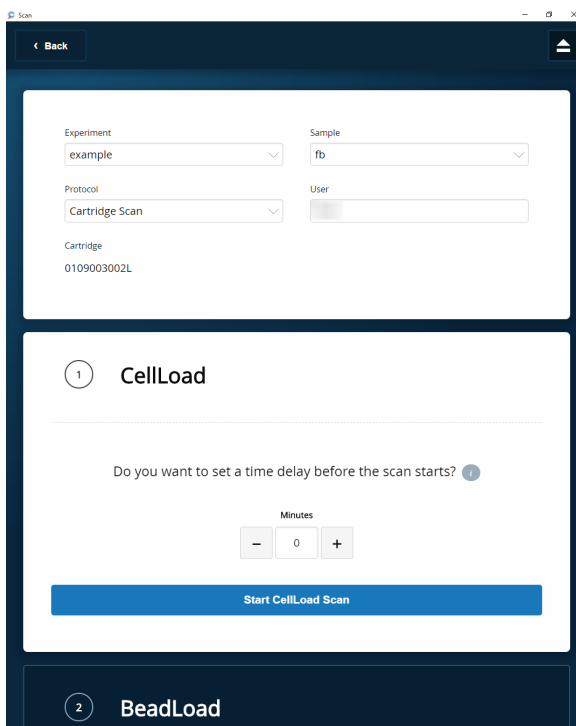 Scan
Back
Experiment
Sample
example
fb
Protocol
User
Cartridge Scan
Cartridge
0109003002L
1
CellLoad
Do you want to set a time delay before the scan starts? i
Minutes
− 0 +
Start CellLoad Scan
2
BeadLoad